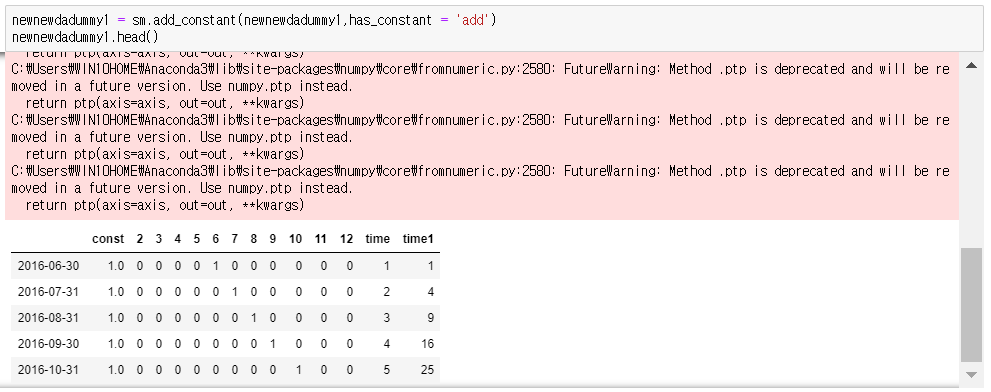 newnewdadummy1 = sm.add_constant(newnewdadummy1,has_constant = 'add')
newnewdadummy1.head()
return ptp(axis=axis, out=out, **kwargs)
C:₩Users₩WIN10HOME₩Anaconda3₩lib₩site-packages₩numpy₩core₩fromnumeric.py:2580: FutureWarning: Method .ptp is deprecated and will be re
moved in a future version. Use numpy.ptp instead.
return ptp(axis=axis, out=out, **kwargs)
C:₩Users₩WIN10HOME₩Anaconda3₩lib₩site-packages₩numpy₩core₩fromnumeric.py:2580: FutureWarning: Method .ptp is deprecated and will be re
moved in a future version. Use numpy.ptp instead.
return ptp(axis=axis, out=out, **kwargs)
C:₩Users₩WIN10HOME₩Anaconda3₩lib₩site-packages₩numpy₩core₩fromnumeric.py:2580: FutureWarning: Method .ptp is deprecated and will be re
moved in a future version. Use numpy.ptp instead.
return ptp(axis=axis, out=out, **kwargs)
const 2 3 4 5 6 7 8 9 10 11 12 time time1
2016-06-30 1.0 0 0 0 0 1 0 0 0 0 0 0 1 1
2016-07-31 1.0 0 0 0 0 0 1 0 0 0 0 0 2 4
2016-08-31 1.0 0 0 0 0 0 0 1 0 0 0 0 3 9
2016-09-30 1.0 0 0 0 0 0 0 0 1 0 0 0 4 16
2016-10-31 1.0 0 0 0 0 0 0 0 0 1 0 0 5 25